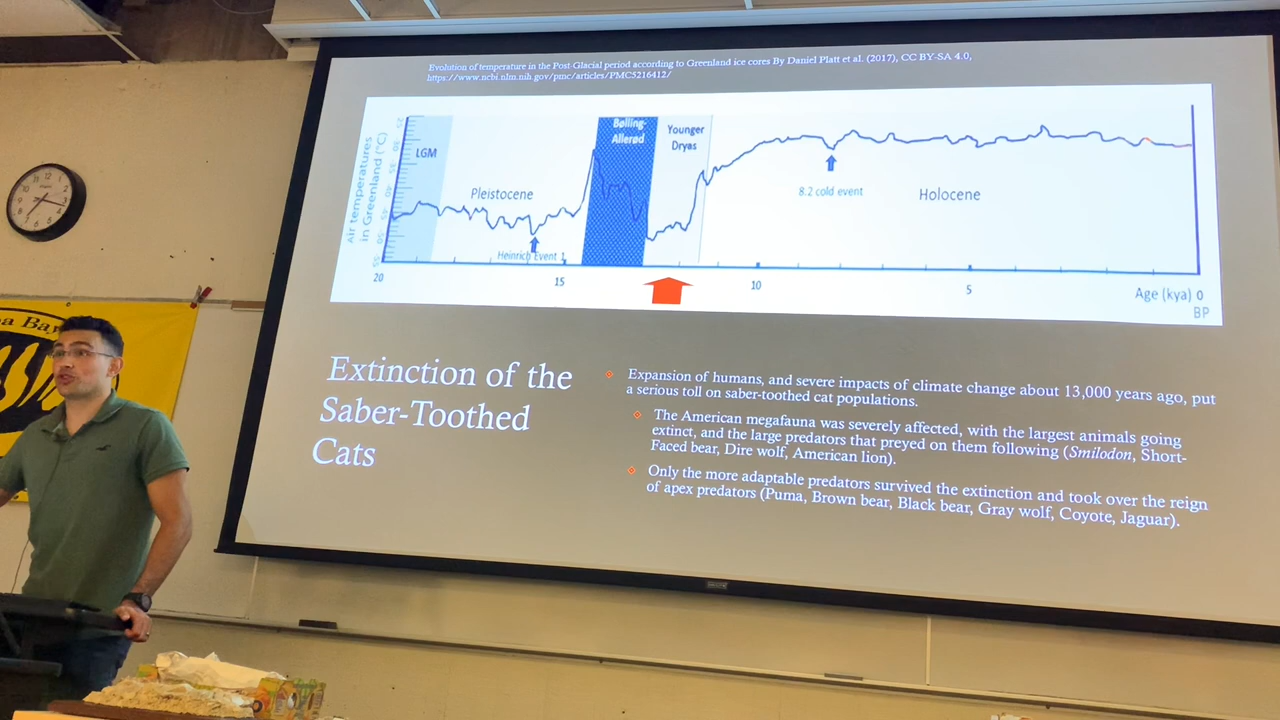 Evolution of temperature in the Post-Glacial period according to Greenland ice cores By Daniel Platt et al. (2017), CC BY-SA 4.0,
https://www.ncbi.nlm.nih.gov/pmc/articles/PMC5216412/
Air temperatures
in Greenland (°C)
LGM
Pleistocene
Heinrich Event 1
Bølling-
Allerød
Younger
Dryas
8.2 cold event
Holocene
20
15
10
5
Age (kya) 0
BP
Extinction of the
Saber-Toothed
Cats
Expansion of humans, and severe impacts of climate change about 13,000 years ago, put
a serious toll on saber-toothed cat populations.
The American megafauna was severely affected, with the largest animals going
extinct, and the large predators that preyed on them following (Smilodon, Short-
Faced bear, Dire wolf, American lion).
Only the more adaptable predators survived the extinction and took over the reign
of apex predators (Puma, Brown bear, Black bear, Gray wolf, Coyote, Jaguar).